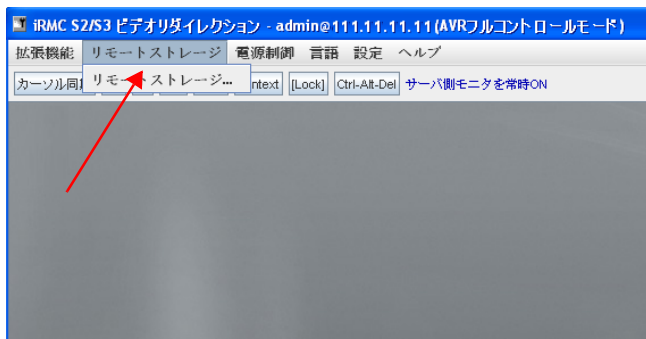 iRMC S2/S3 ビデオリダイレクション - admin@111.11.11.11(AVRフルコントロールモード)
拡張機能 リモートストレージ 電源制御 言語 設定 ヘルプ
リモートストレージ...
カーソル同 ntext [Lock] Ctrl-Alt-Del サーバ側モニタを常時ON